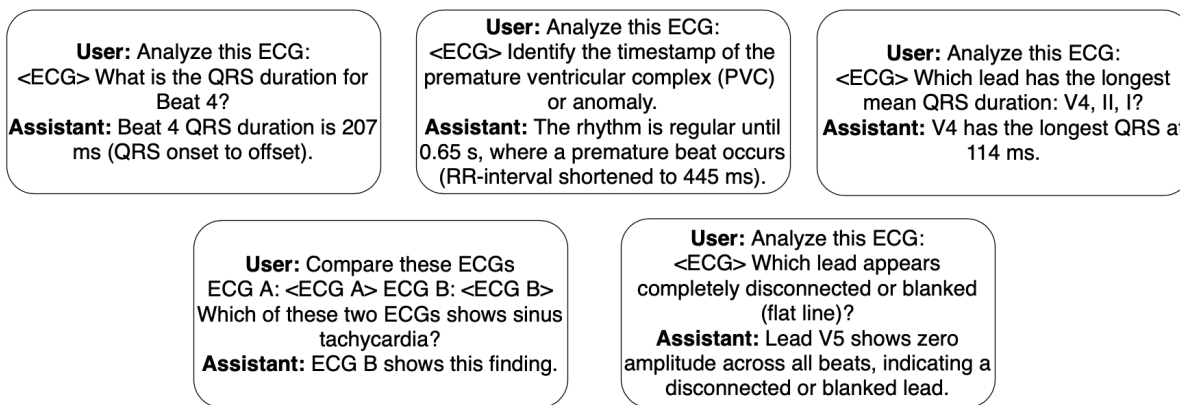 User: Analyze this ECG:
<ECG> What is the QRS duration for
Beat 4?
Assistant: Beat 4 QRS duration is 207
ms (QRS onset to offset).
User: Analyze this ECG:
<ECG> Identify the timestamp of the
premature ventricular complex (PVC)
or anomaly.
Assistant: The rhythm is regular until
0.65 s, where a premature beat occurs
(RR-interval shortened to 445 ms).
User: Analyze this ECG:
<ECG> Which lead has the longest
mean QRS duration: V4, II, I?
Assistant: V4 has the longest QRS at
114 ms.
User: Compare these ECGs
ECG A: <ECG A> ECG B: <ECG B>
Which of these two ECGs shows sinus
tachycardia?
Assistant: ECG B shows this finding.
User: Analyze this ECG:
<ECG> Which lead appears
completely disconnected or blanked
(flat line)?
Assistant: Lead V5 shows zero
amplitude across all beats, indicating a
disconnected or blanked lead.